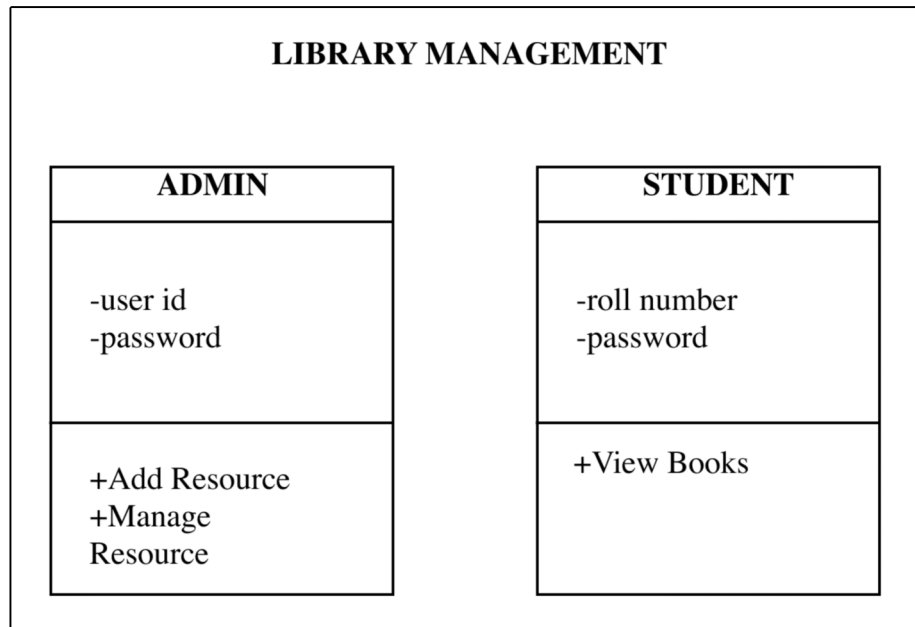 LIBRARY MANAGEMENT
ADMIN
-user id
-password
+Add Resource
+Manage
Resource
STUDENT
-roll number
-password
+View Books